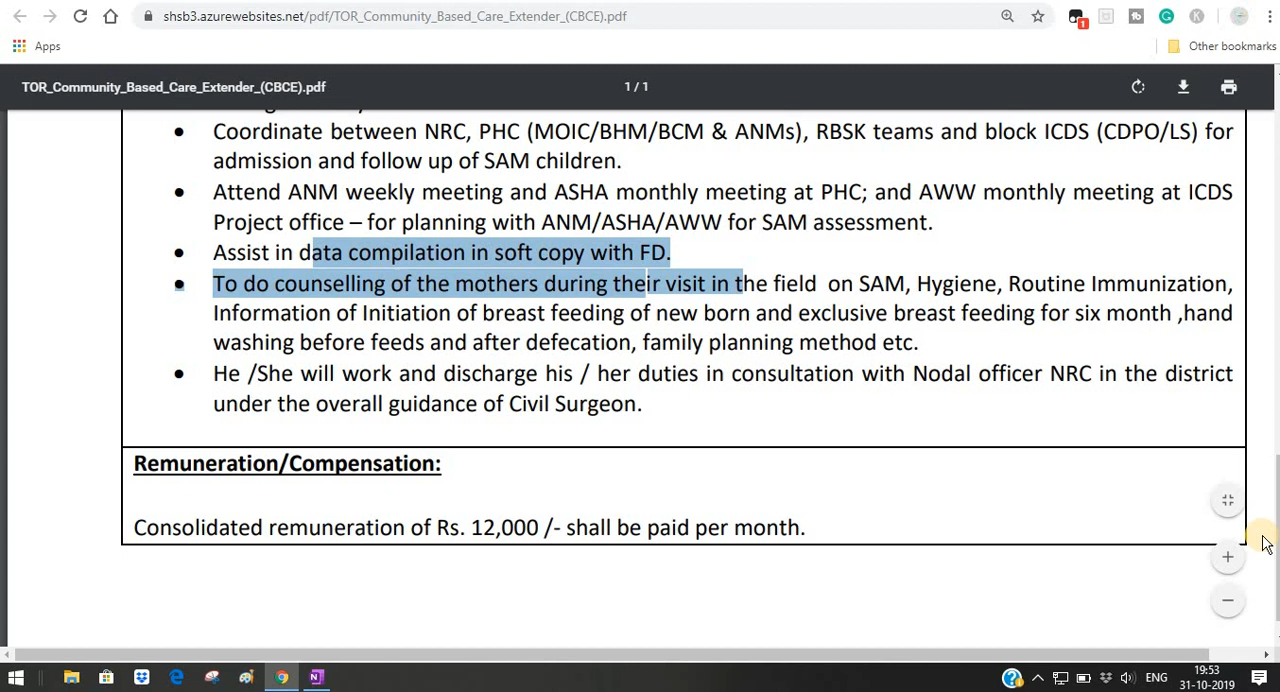 shsb3.azurewebsites.net/pdf/TOR_Community_Based_Care_Extender_(CBCE).pdf
1
Apps
Other bookmarks
TOR_Community_Based_Care_Extender_(CBCE).pdf
1 / 1
• Coordinate between NRC, PHC (MOIC/BHM/BCM & ANMs), RBSK teams and block ICDS (CDPO/LS) for
admission and follow up of SAM children.
• Attend ANM weekly meeting and ASHA monthly meeting at PHC; and AWW monthly meeting at ICDS
Project office – for planning with ANM/ASHA/AWW for SAM assessment.
• Assist in data compilation in soft copy with FD.
• To do counselling of the mothers during their visit in the field on SAM, Hygiene, Routine Immunization,
Information of Initiation of breast feeding of new born and exclusive breast feeding for six month ,hand
washing before feeds and after defecation, family planning method etc.
• He /She will work and discharge his / her duties in consultation with Nodal officer NRC in the district
under the overall guidance of Civil Surgeon.
Remuneration/Compensation:
Consolidated remuneration of Rs. 12,000 /- shall be paid per month.
ENG
19:53
31-10-2019